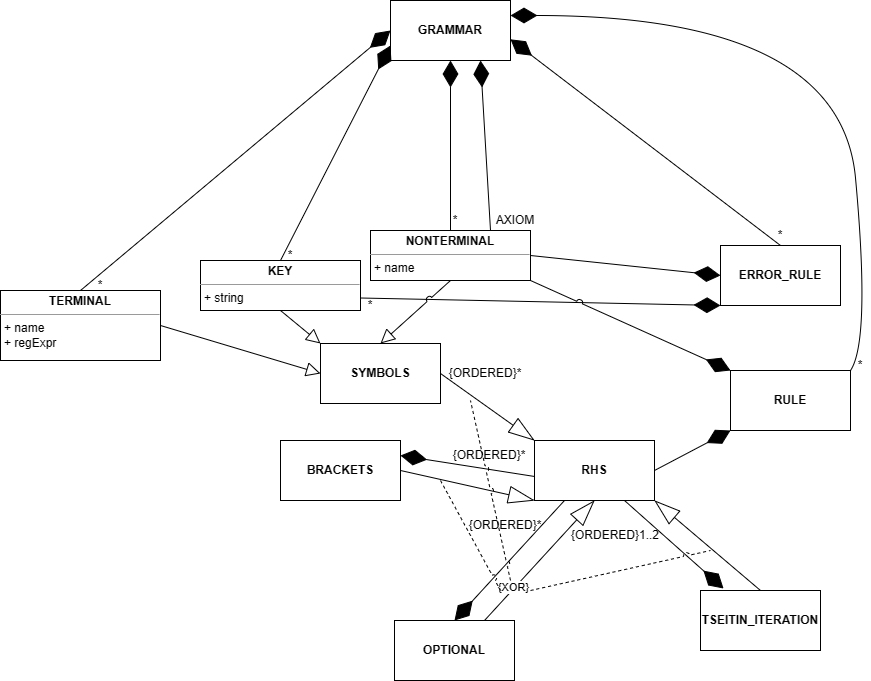 GRAMMAR
*
AXIOM
*
*
*
NONTERMINAL
+ name
ERROR_RULE
KEY
+ string
*
TERMINAL
+ name
+ regExpr
*
SYMBOLS
{ORDERED}*
RULE
{ORDERED}*
BRACKETS
RHS
{ORDERED}*
{ORDERED}1..2
{XOR}
TSEITIN_ITERATION
OPTIONAL